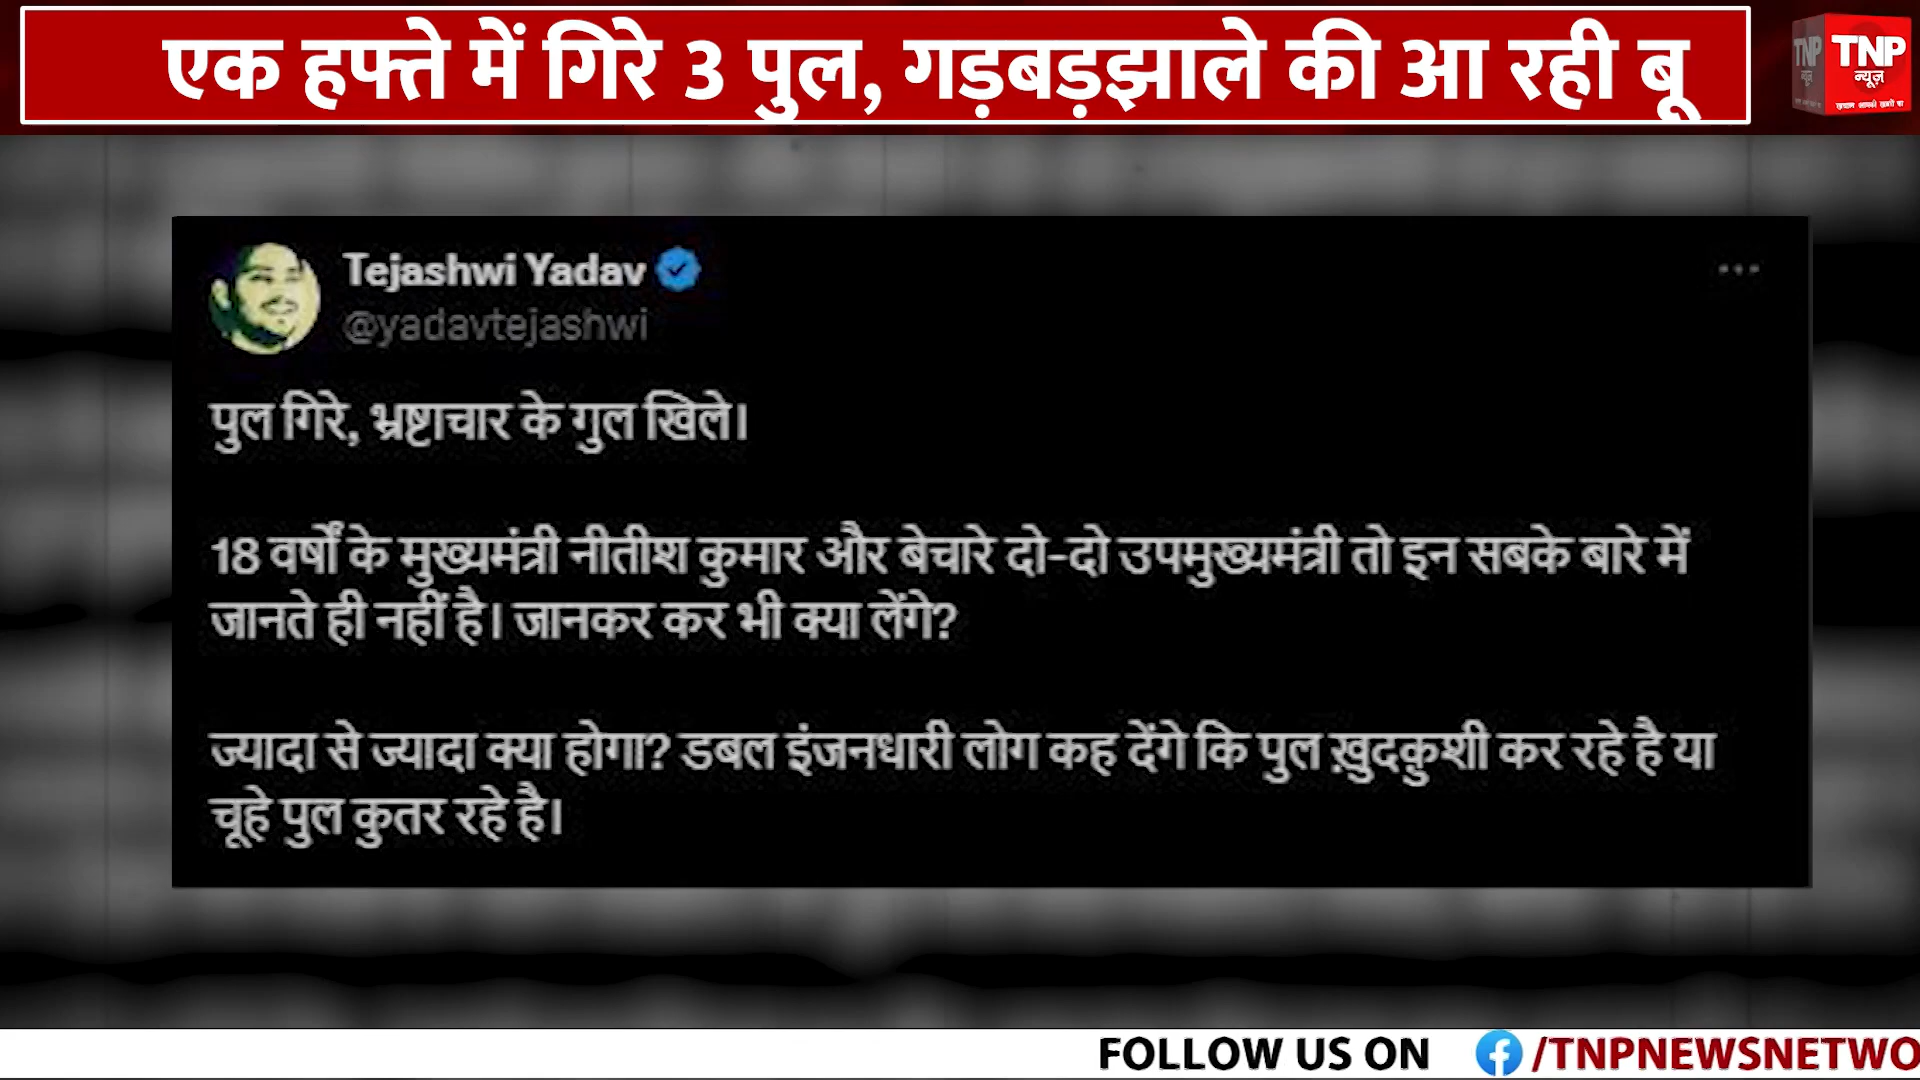 एक हफ्ते में गिरे 3 पुल, गड़बड़झाले की आ रही बू
TNP
न्यूज़
Tejashwi Yadav
@yadavtejashwi
पुल गिरे, भ्रष्टाचार के गुल खिले।
18 वर्षों के मुख्यमंत्री नीतीश कुमार और बेचारे दो-दो उपमुख्यमंत्री तो इन सबके बारे में
जानते ही नहीं है। जानकर कर भी क्या लेंगे?
ज्यादा से ज्यादा क्या होगा? डबल इंजनधारी लोग कह देंगे कि पुल ख़ुदक़ुशी कर रहे है या
चूहे पुल कुतर रहे है।
FOLLOW US ON /TNPNEWSNETWO